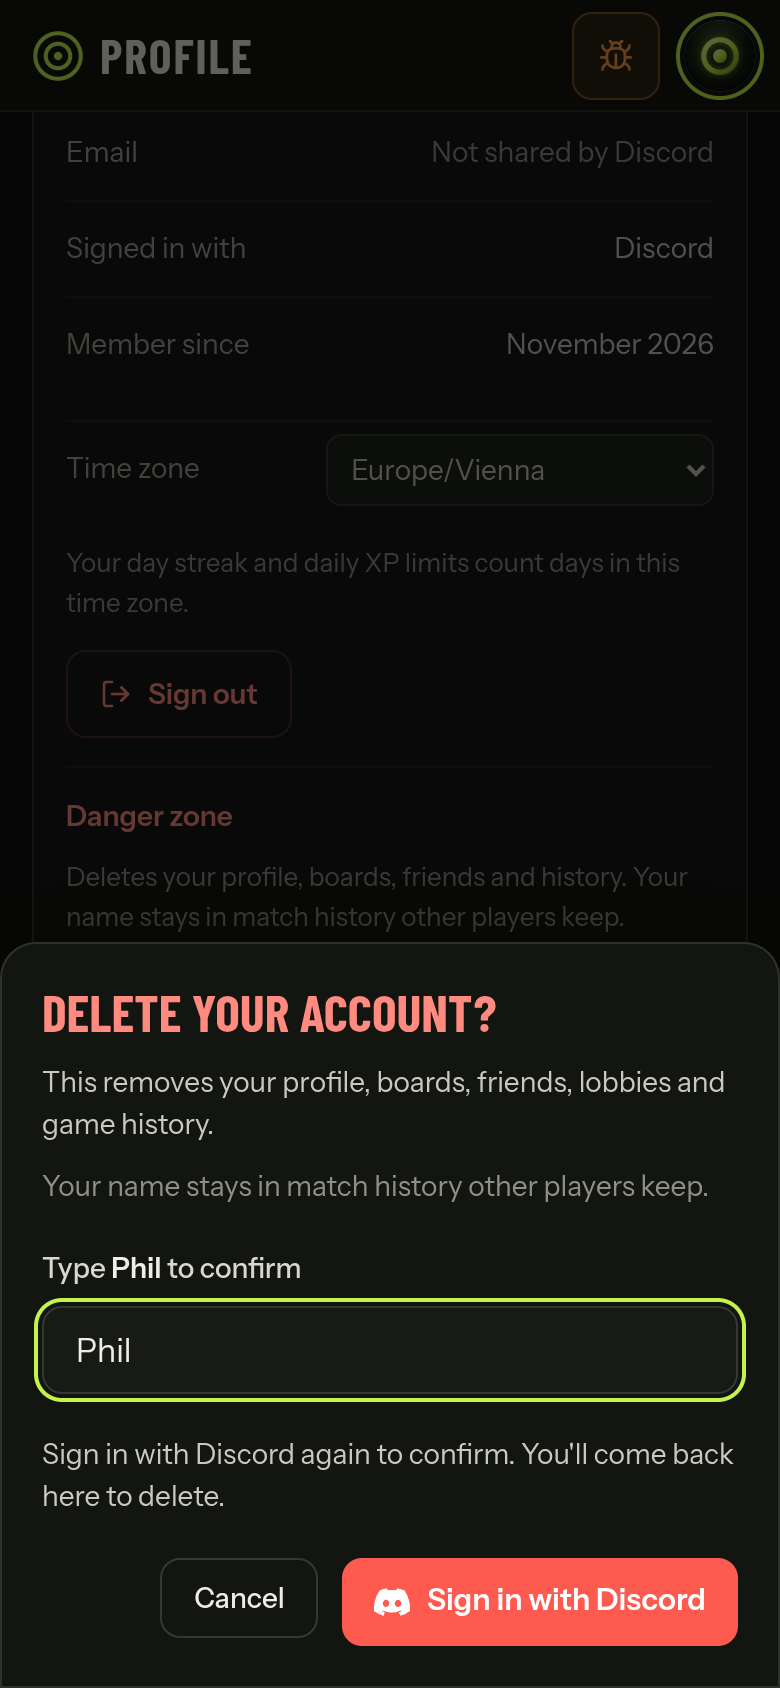 PROFILE
Email
Not shared by Discord
Signed in with
Discord
Member since
November 2026
Time zone
Europe/Vienna
Your day streak and daily XP limits count days in this
time zone.
Sign out
Danger zone
Deletes your profile, boards, friends and history. Your
name stays in match history other players keep.
DELETE YOUR ACCOUNT?
This removes your profile, boards, friends, lobbies and
game history.
Your name stays in match history other players keep.
Type Phil to confirm
Phil
Sign in with Discord again to confirm. You'll come back
here to delete.
Cancel
Sign in with Discord